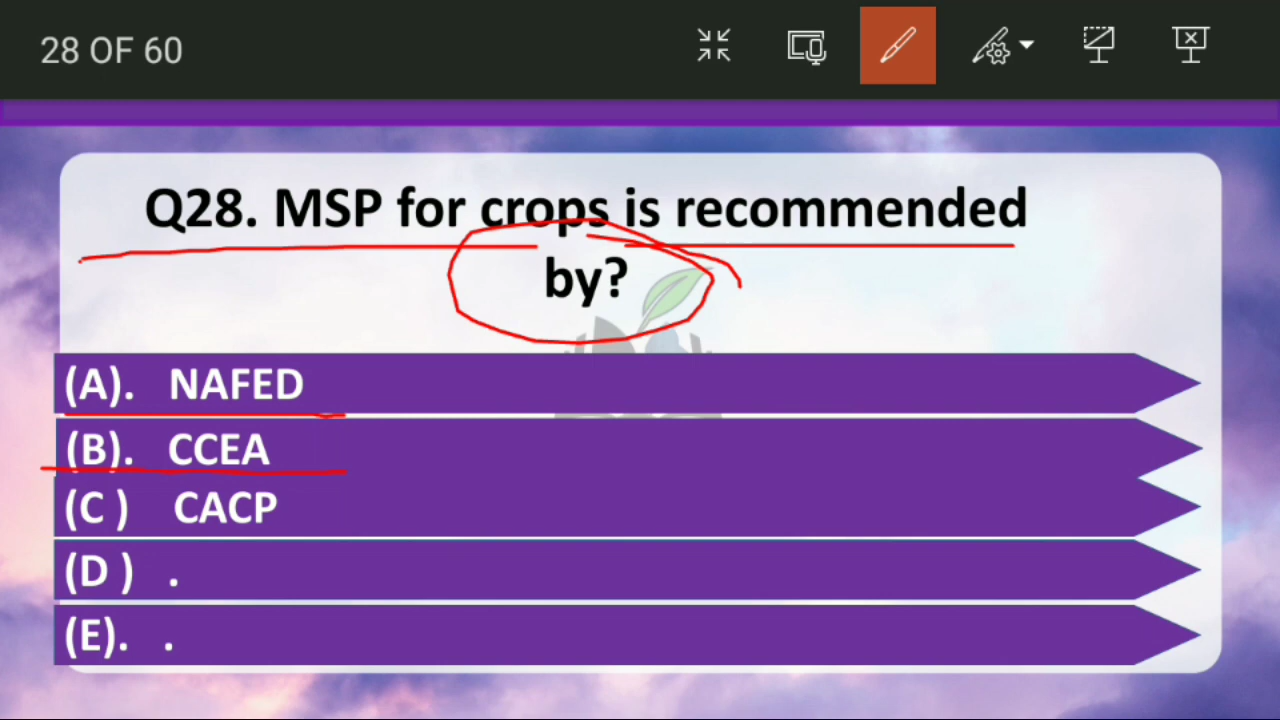 28 OF 60
Q28. MSP for crops is recommended
by?
(A). NAFED
(B). CCEA
(C ) CACP
(D ) .
(E). .